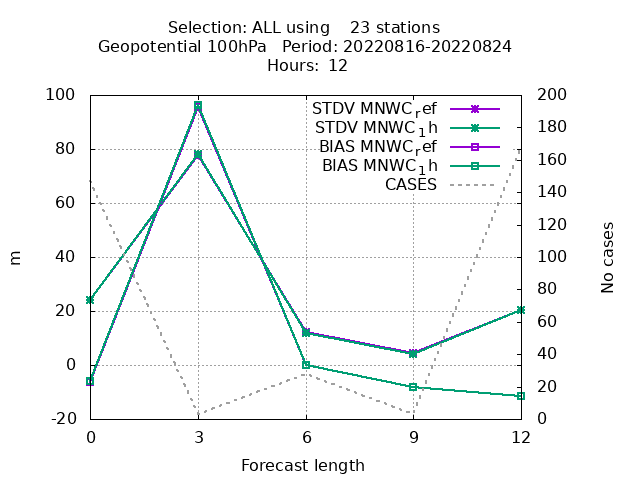 Selection: ALL using    23 stations
Geopotential 100hPa   Period: 20220816-20220824
Hours:  12
STDV MNWC_ref
STDV MNWC_1h
BIAS MNWC_ref
BIAS MNWC_1h
CASES
100
80
60
40
20
0
-20
m
200
180
160
140
120
100
80
60
40
20
0
No cases
0 3 6 9 12
Forecast length